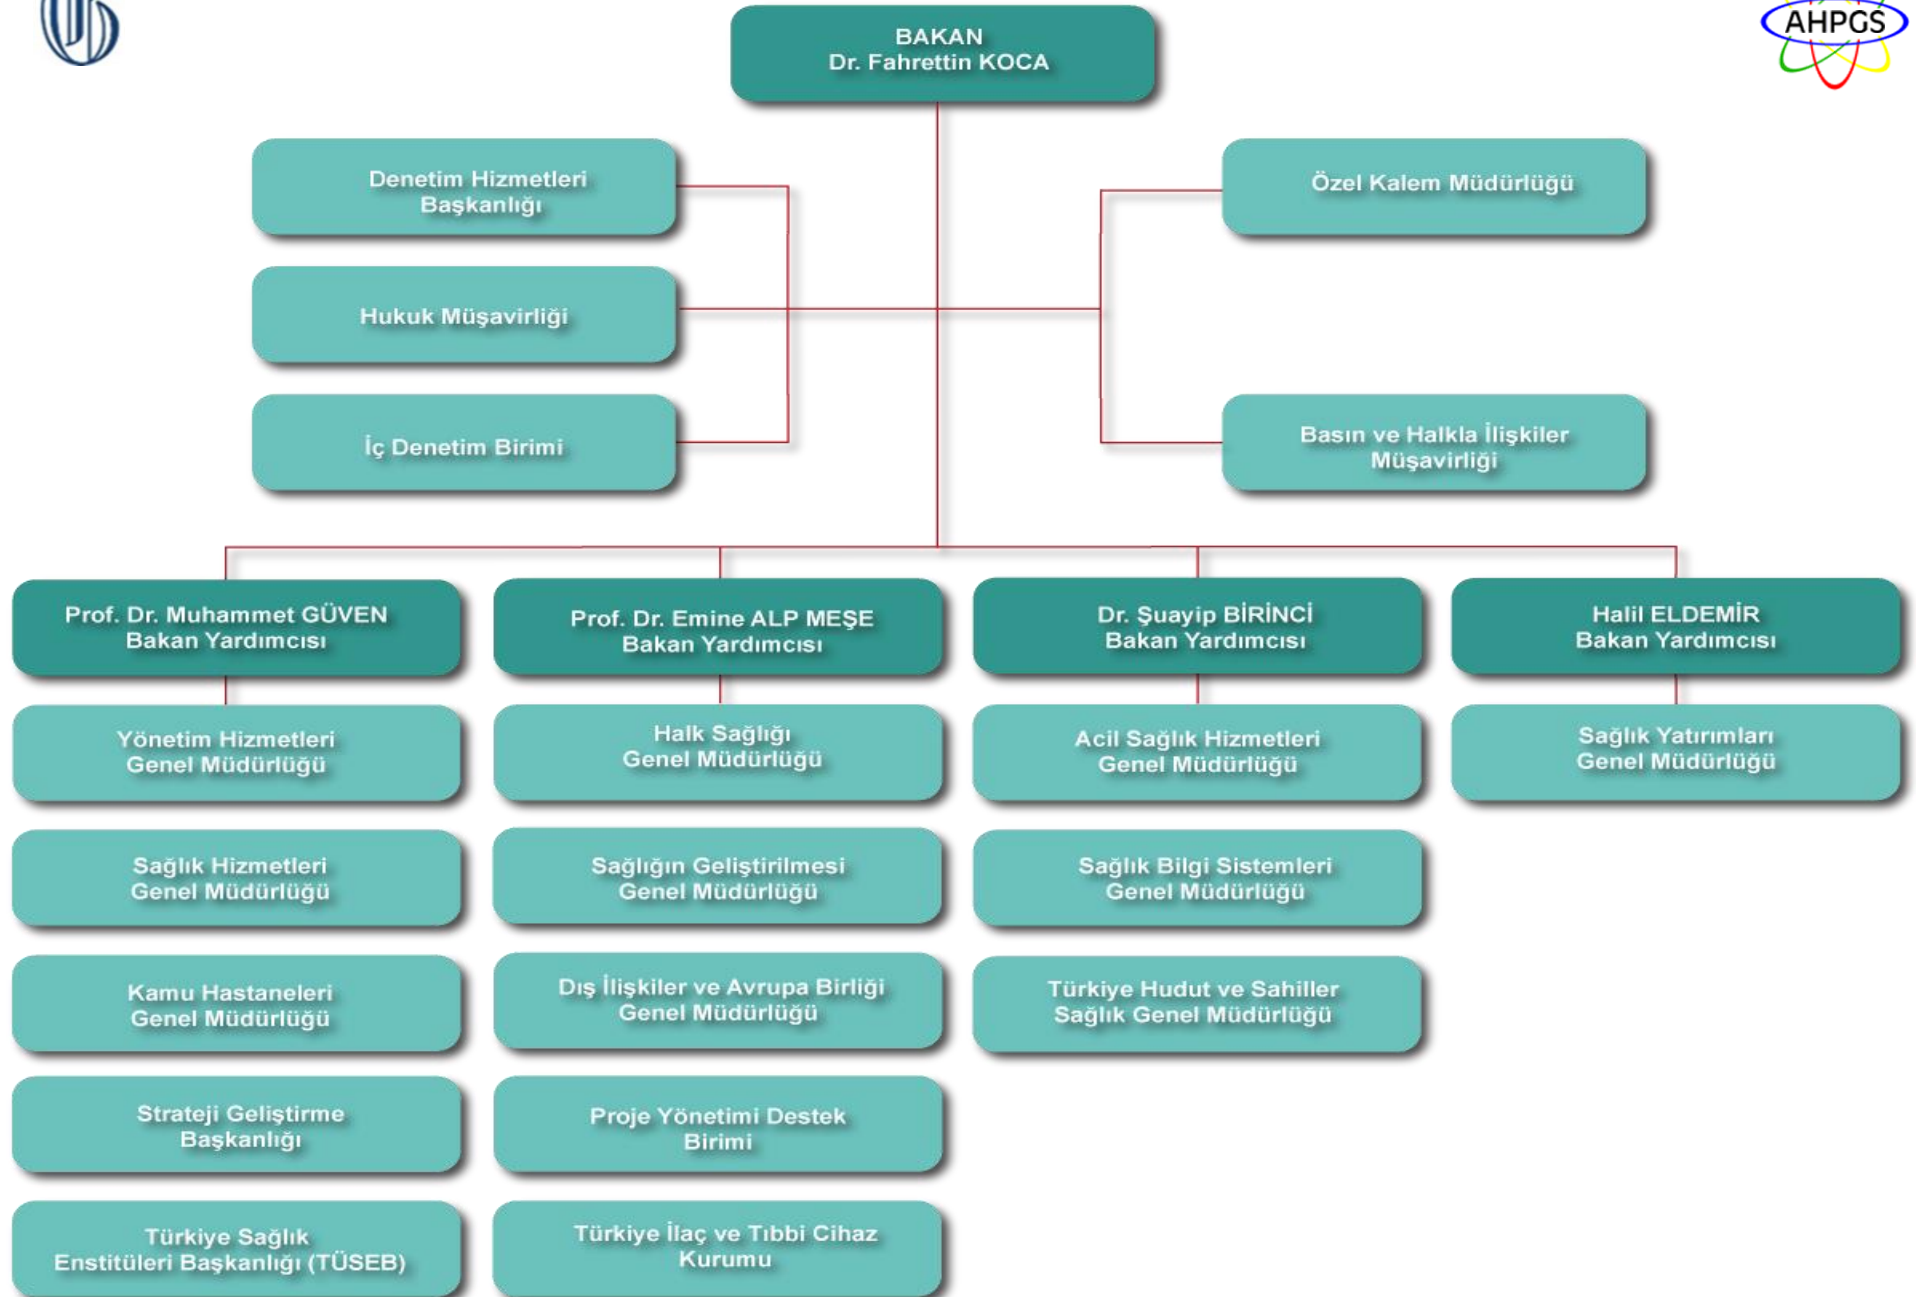 AHPGS
BAKAN
Dr. Fahrettin KOCA
Denetim Hizmetleri
Başkanlığı
Özel Kalem Müdürlüğü
Hukuk Müşavirliği
İç Denetim Birimi
Basın ve Halkla İlişkiler
Müşavirliği
Prof. Dr. Muhammet GÜVEN
Bakan Yardımcısı
Prof. Dr. Emine ALP MEŞE
Bakan Yardımcısı
Dr. Şuayip BİRİNCİ
Bakan Yardımcısı
Halil ELDEMİR
Bakan Yardımcısı
Yönetim Hizmetleri
Genel Müdürlüğü
Halk Sağlığı
Genel Müdürlüğü
Acil Sağlık Hizmetleri
Genel Müdürlüğü
Sağlık Yatırımları
Genel Müdürlüğü
Sağlık Hizmetleri
Genel Müdürlüğü
Sağlığın Geliştirilmesi
Genel Müdürlüğü
Sağlık Bilgi Sistemleri
Genel Müdürlüğü
Kamu Hastaneleri
Genel Müdürlüğü
Dış İlişkiler ve Avrupa Birliği
Genel Müdürlüğü
Türkiye Hudut ve Sahiller
Sağlık Genel Müdürlüğü
Strateji Geliştirme
Başkanlığı
Proje Yönetimi Destek
Birimi
Türkiye Sağlık
Enstitüleri Başkanlığı (TÜSEB)
Türkiye İlaç ve Tıbbi Cihaz
Kurumu